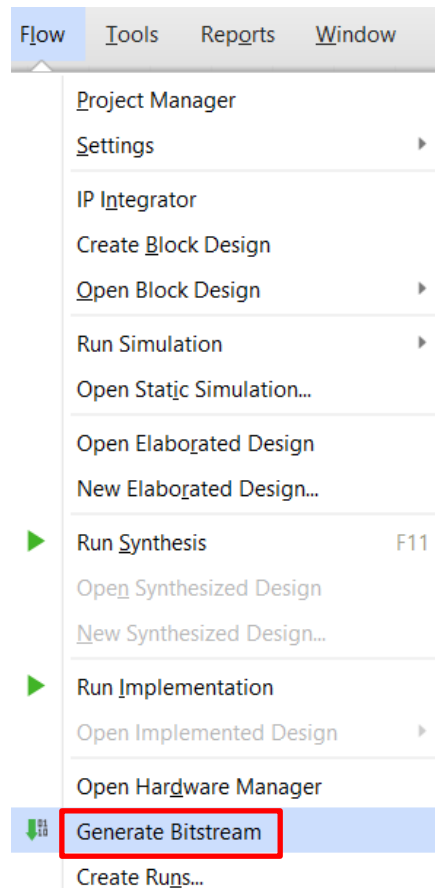 Flow Tools Reports Window
Project Manager
Settings
IP Integrator
Create Block Design
Open Block Design
Run Simulation
Open Static Simulation...
Open Elaborated Design
New Elaborated Design...
Run Synthesis F11
Open Synthesized Design
New Synthesized Design...
Run Implementation
Open Implemented Design
Open Hardware Manager
Generate Bitstream
Create Runs...